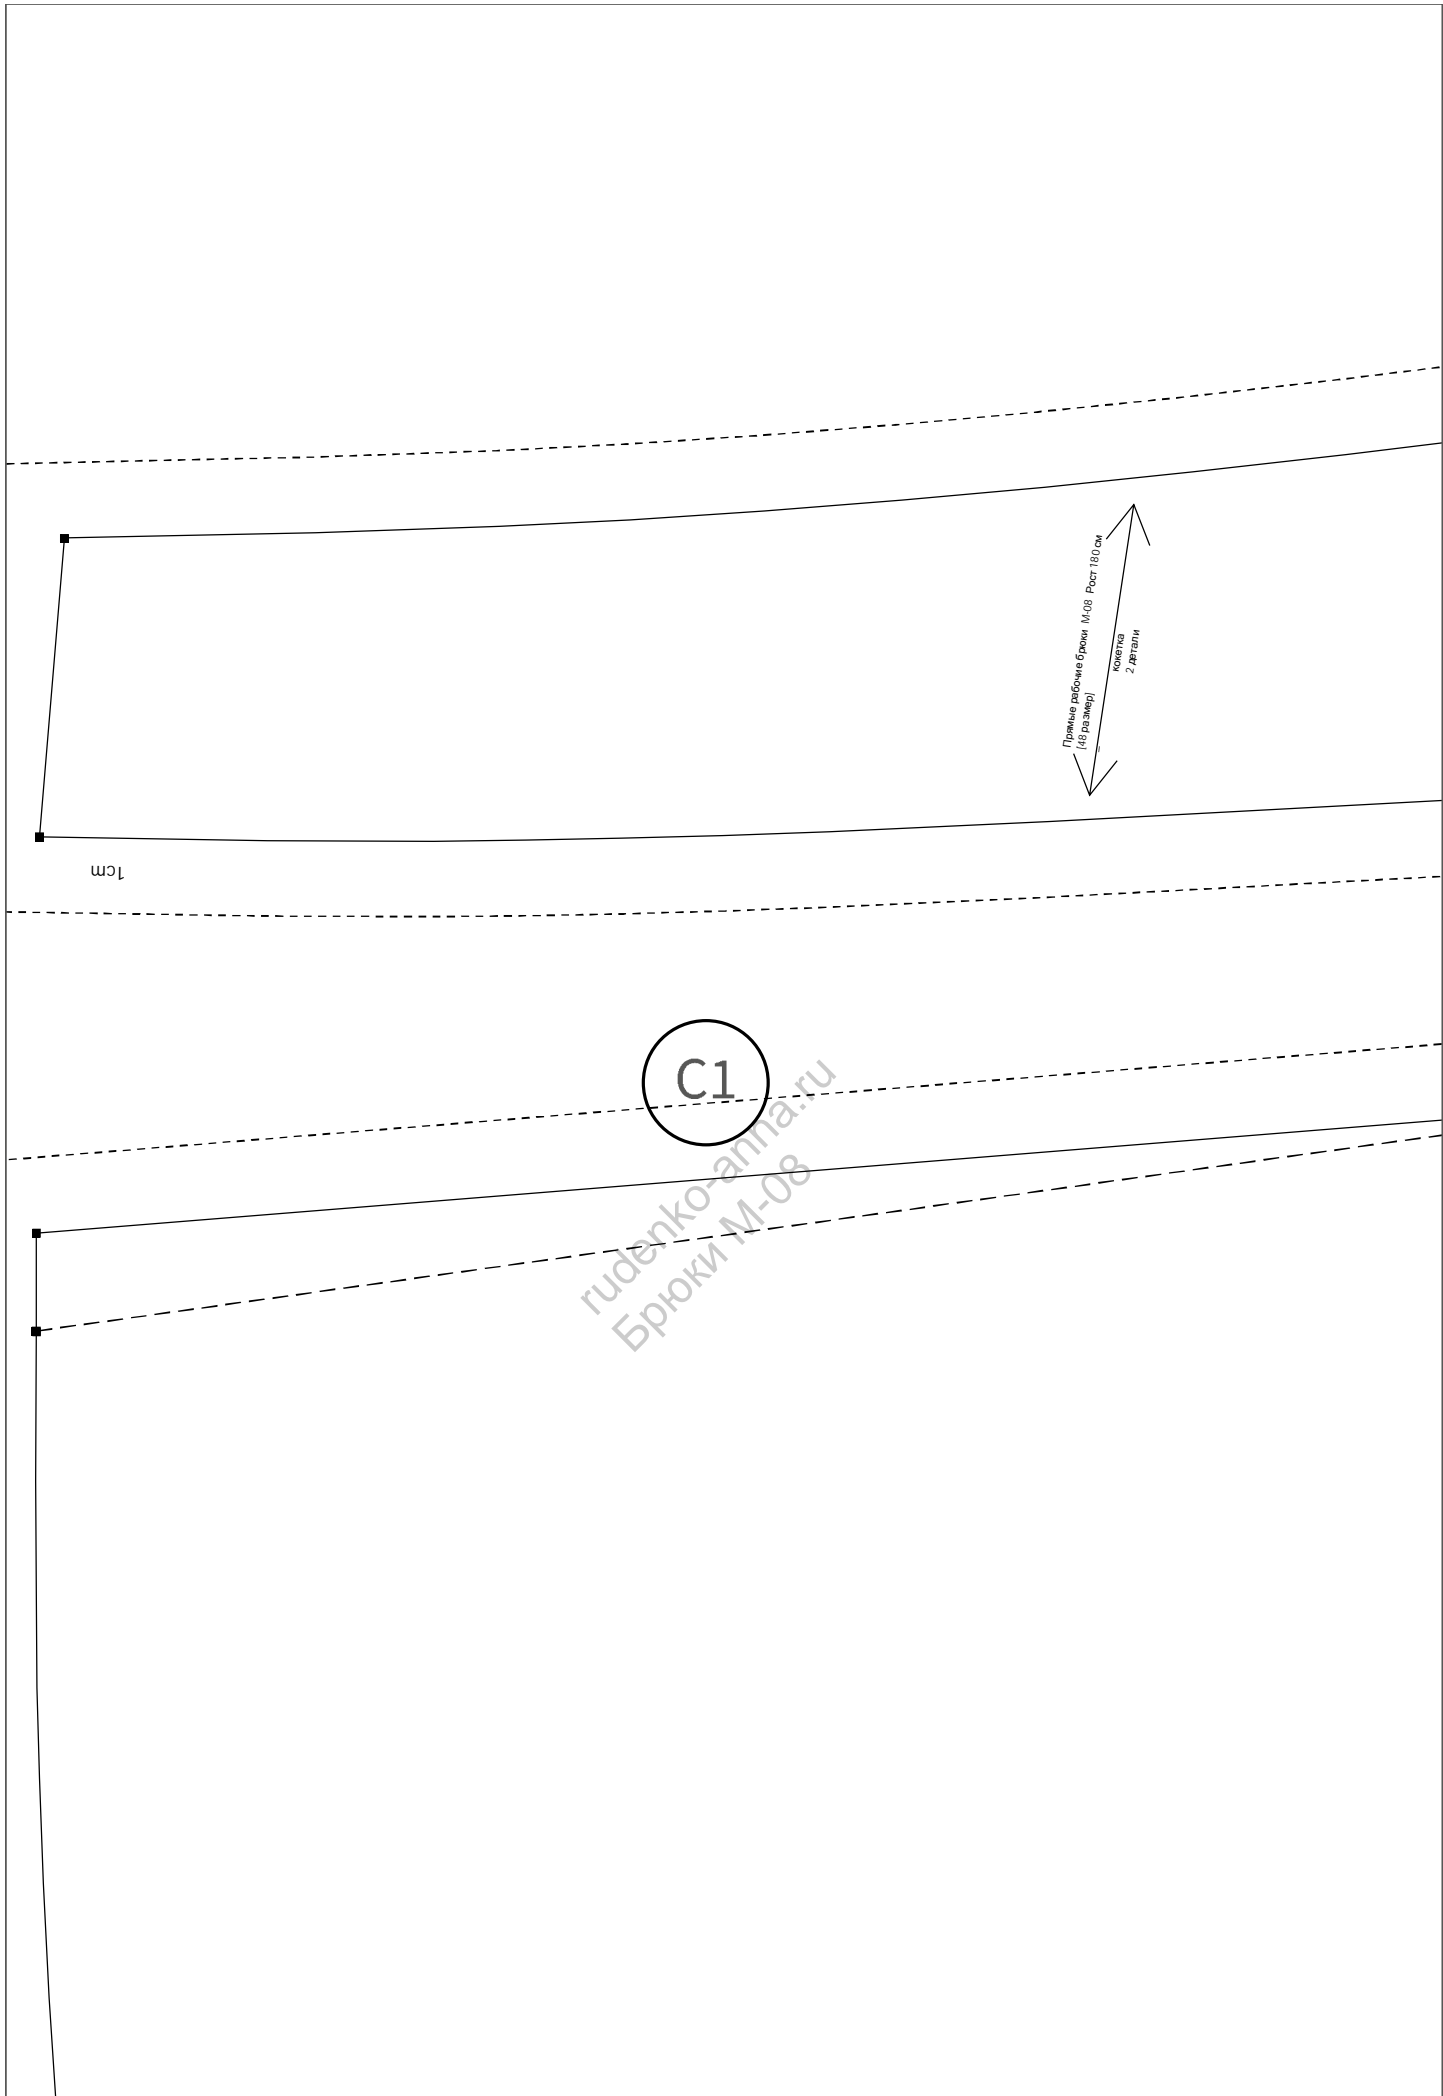 Прямые рабочие брюки М-08 Рост 180 см
[48 размер]
кокетка
2 детали
1cm
C1
rudenko-anna.ru
Брюки М-08